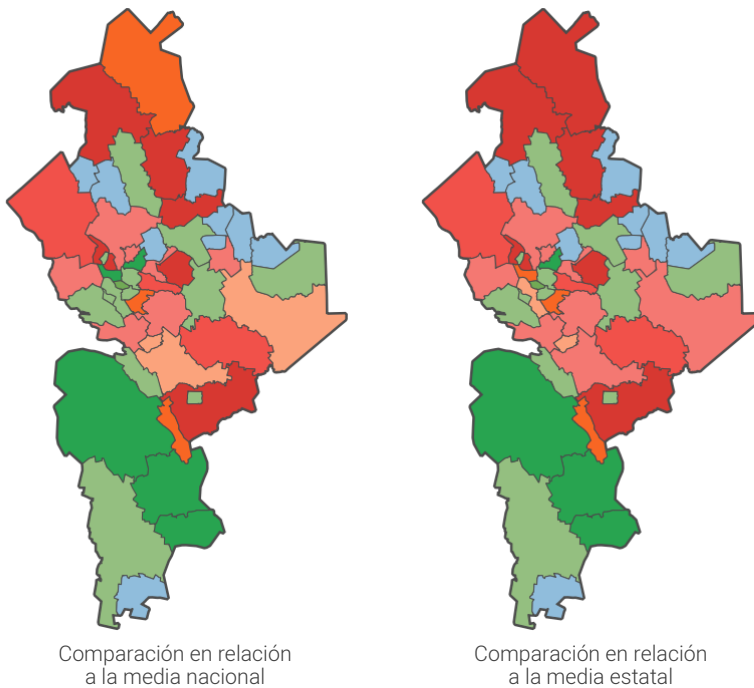 Comparación en relación
a la media nacional
Comparación en relación
a la media estatal